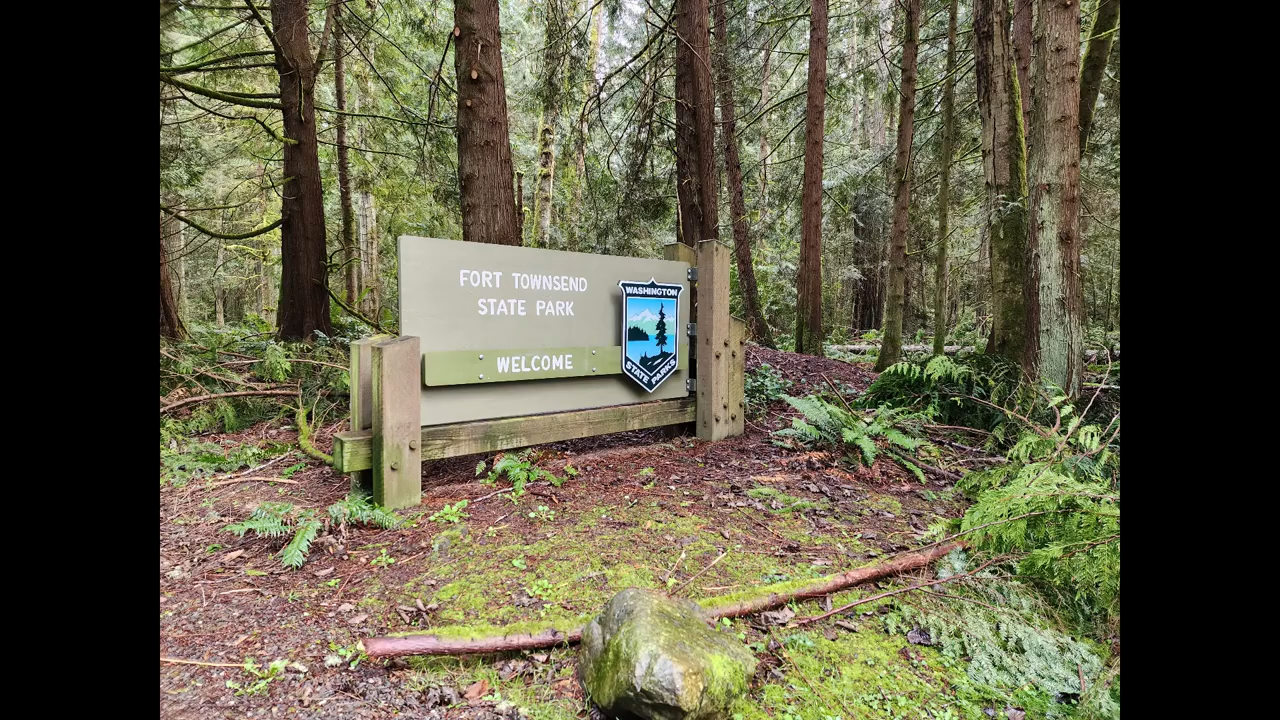 FORT TOWNSEND
STATE PARK
WELCOME
WASHINGTON
STATE PARKS